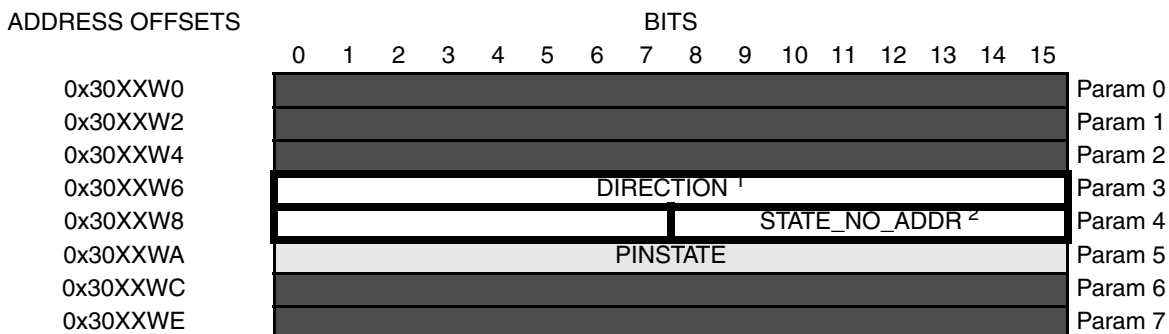 ADDRESS OFFSETS BITS
0 1 2 3 4 5 6 7 8 9 10 11 12 13 14 15
0x30XXW0 Param 0
0x30XXW2 Param 1
0x30XXW4 Param 2
0x30XXW6 DIRECTION 1 Param 3
0x30XXW8 STATE_NO_ADDR 2 Param 4
0x30XXWA PINSTATE Param 5
0x30XXWC Param 6
0x30XXWE Param 7